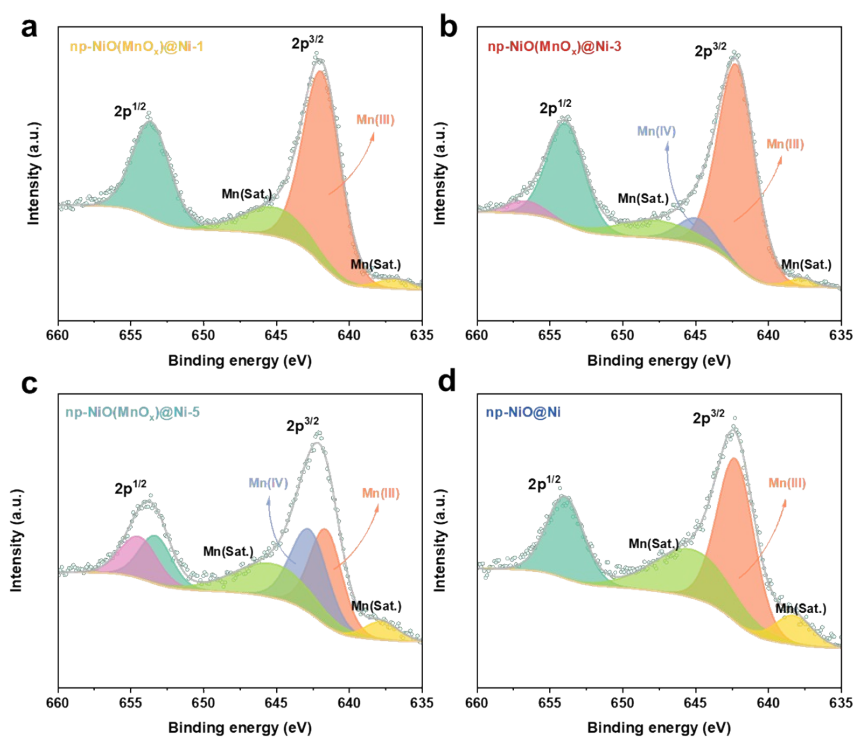 a
np-NiO(MnOₓ)@Ni-1
2p³/²
2p¹/²
Mn(III)
Mn(Sat.)
Mn(Sat.)
Intensity (a.u.)
660 655 650 645 640 635
Binding energy (eV)
b
np-NiO(MnOₓ)@Ni-3
2p³/²
2p¹/²
Mn(IV)
Mn(III)
Mn(Sat.)
Mn(Sat.)
Intensity (a.u.)
660 655 650 645 640 635
Binding energy (eV)
c
np-NiO(MnOₓ)@Ni-5
2p³/²
2p¹/²
Mn(IV)
Mn(III)
Mn(Sat.)
Mn(Sat.)
Intensity (a.u.)
660 655 650 645 640 635
Binding energy (eV)
d
np-NiO@Ni
2p³/²
2p¹/²
Mn(III)
Mn(Sat.)
Mn(Sat.)
Intensity (a.u.)
660 655 650 645 640 635
Binding energy (eV)